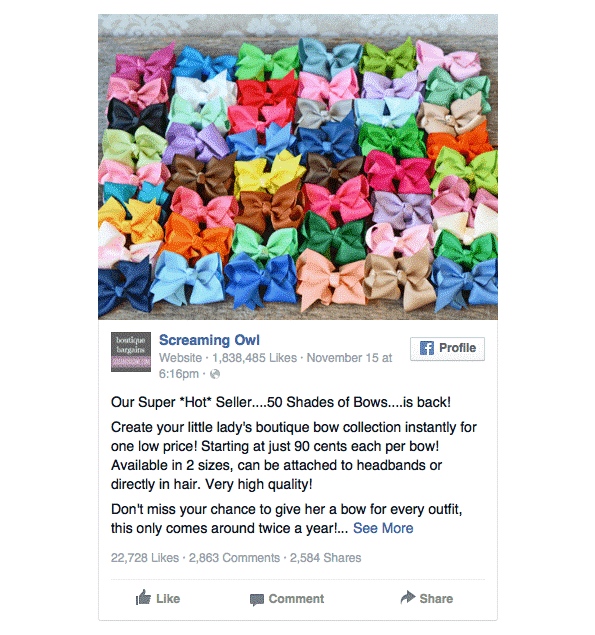 boutique
bargains
Screaming Owl
Website · 1,838,485 Likes · November 15 at
6:16pm ·
Profile
Our Super *Hot* Seller....50 Shades of Bows....is back!
Create your little lady's boutique bow collection instantly for
one low price! Starting at just 90 cents each per bow!
Available in 2 sizes, can be attached to headbands or
directly in hair. Very high quality!
Don't miss your chance to give her a bow for every outfit,
this only comes around twice a year!... See More
22,728 Likes · 2,863 Comments · 2,584 Shares
Like Comment Share